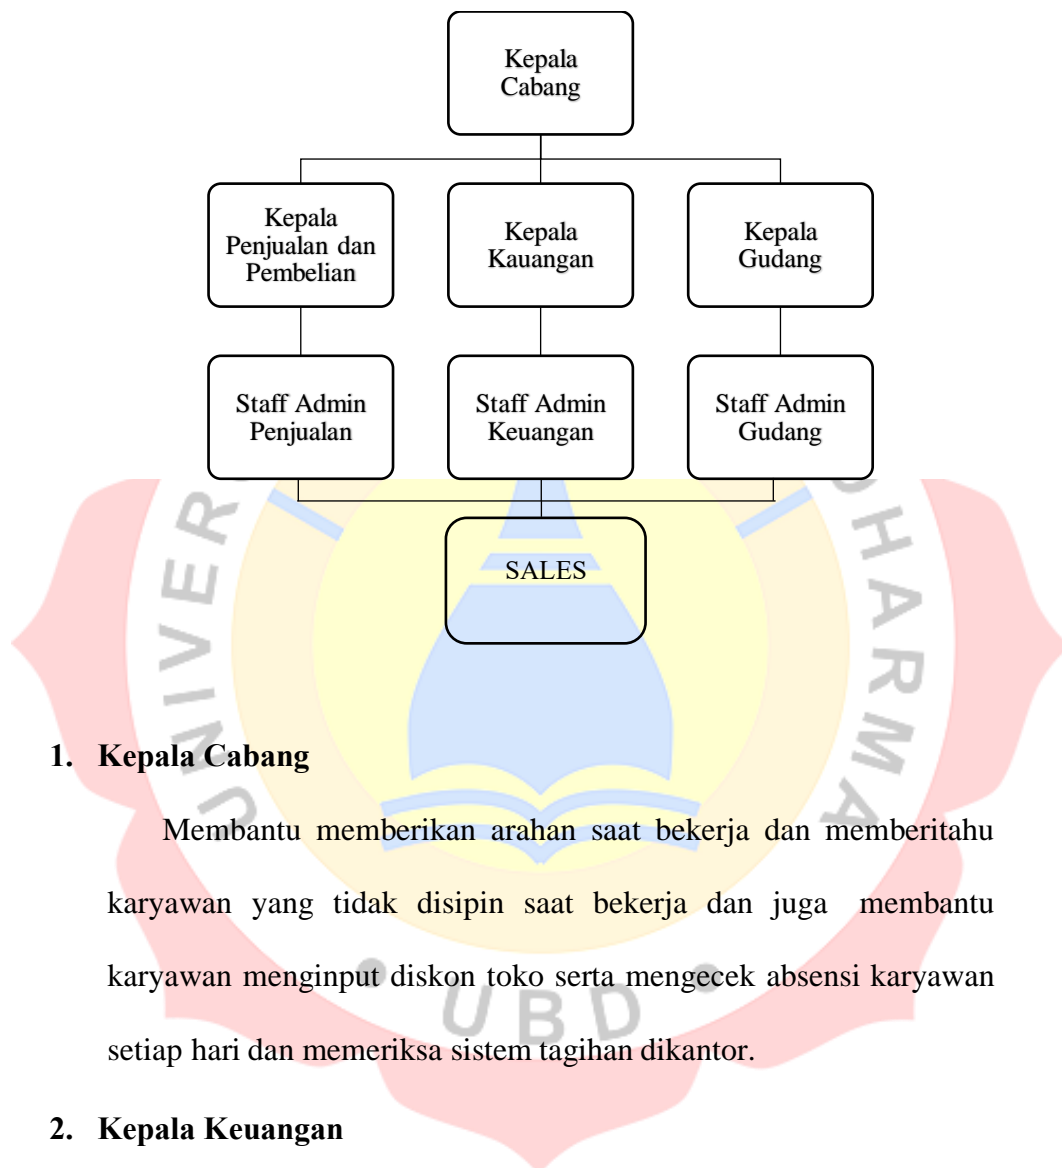 Kepala
Cabang
Kepala
Penjualan dan
Pembelian
Kepala
Kauangan
Kepala
Gudang
Staff Admin
Penjualan
Staff Admin
Keuangan
Staff Admin
Gudang
SALES
1. Kepala Cabang
Membantu memberikan arahan saat bekerja dan memberitahu
karyawan yang tidak disipin saat bekerja dan juga membantu
karyawan menginput diskon toko serta mengecek absensi karyawan
setiap hari dan memeriksa sistem tagihan dikantor.
2. Kepala Keuangan
UNIVER
HARMA
UBD